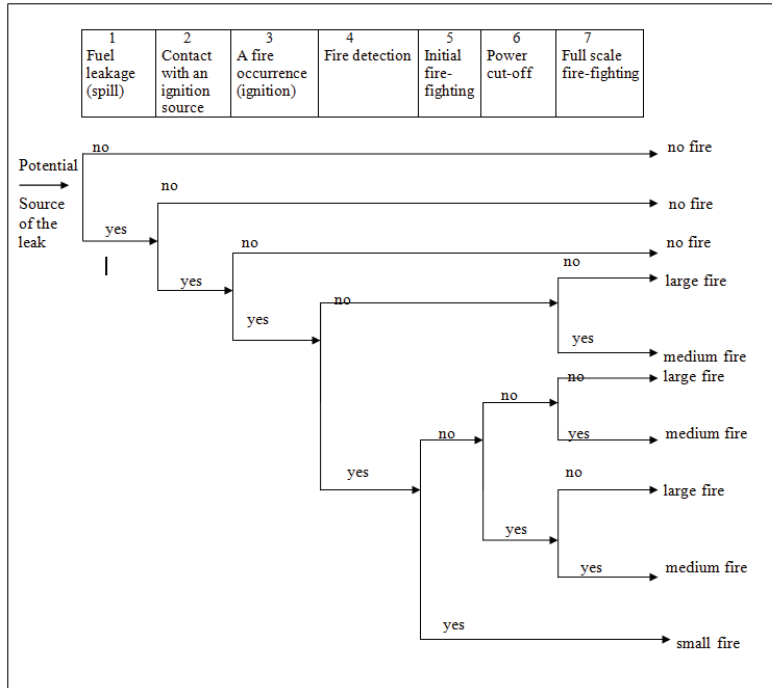 1
Fuel
leakage
(spill)
2
Contact
with an
ignition
source
3
A fire
occurrence
(ignition)
4
Fire detection
5
Initial
fire-
fighting
6
Power
cut-off
7
Full scale
fire-fighting
no
no fire
Potential
Source
of the
leak
no
no fire
yes
no
no fire
yes
no
large fire
no
yes
yes
medium fire
no
large fire
no
no
yes
medium fire
yes
no
large fire
yes
yes
medium fire
yes
small fire